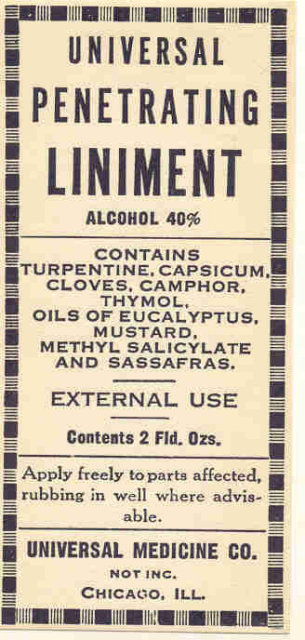 UNIVERSAL
PENETRATING
LINIMENT
ALCOHOL 40%
CONTAINS
TURPENTINE, CAPSICUM,
CLOVES, CAMPHOR,
THYMOL,
OILS OF EUCALYPTUS,
MUSTARD,
METHYL SALICYLATE
AND SASSAFRAS.
EXTERNAL USE
Contents 2 Fld. Ozs.
Apply freely to parts affected,
rubbing in well where advis-
able.
UNIVERSAL MEDICINE CO.
NOT INC.
CHICAGO, ILL.